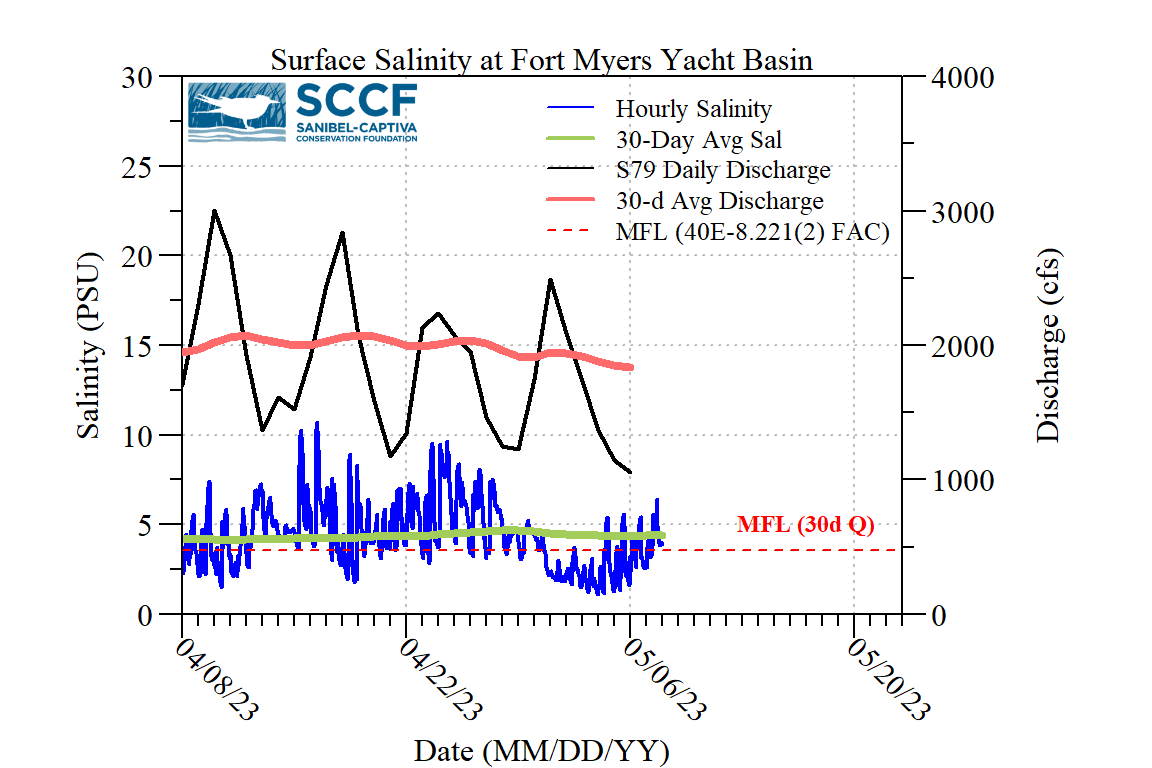 Surface Salinity at Fort Myers Yacht Basin
SCCF
SANIBEL-CAPTIVA
CONSERVATION FOUNDATION
Hourly Salinity
30-Day Avg Sal
S79 Daily Discharge
30-d Avg Discharge
MFL (40E-8.221(2) FAC)
MFL (30d Q)
Salinity (PSU)
30
25
20
15
10
5
0
Discharge (cfs)
4000
3000
2000
1000
0
04/08/23
04/22/23
05/06/23
05/20/23
Date (MM/DD/YY)